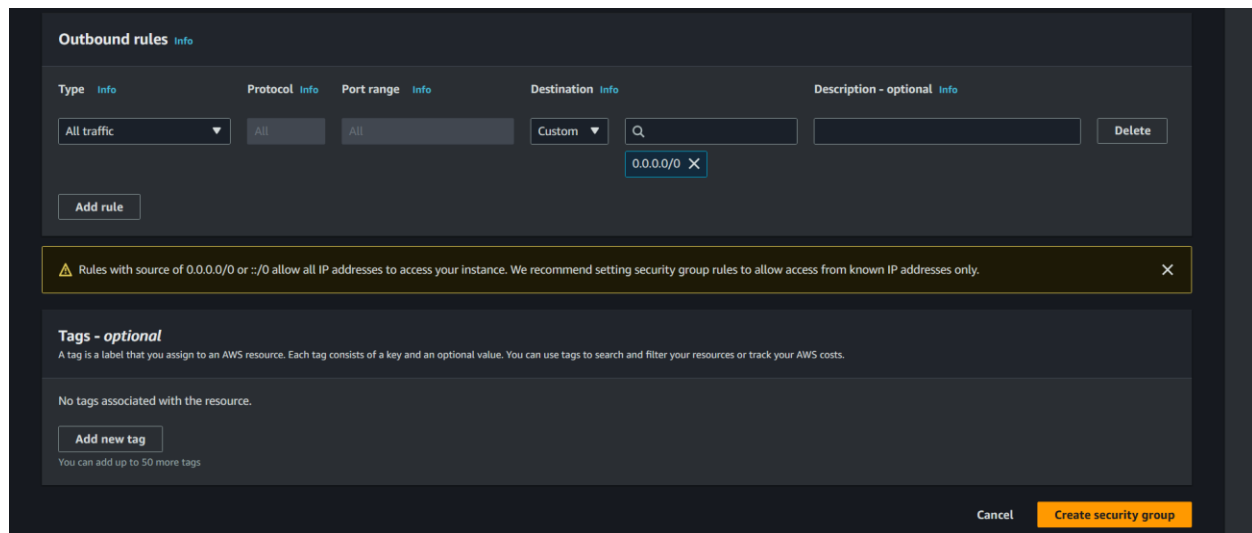 Outbound rules Info
Type Info Protocol Info Port range Info Destination Info Description - optional Info
All traffic All All Custom Delete
0.0.0.0/0
Add rule
Rules with source of 0.0.0.0/0 or ::/0 allow all IP addresses to access your instance. We recommend setting security group rules to allow access from known IP addresses only.
Tags - optional
A tag is a label that you assign to an AWS resource. Each tag consists of a key and an optional value. You can use tags to search and filter your resources or track your AWS costs.
No tags associated with the resource.
Add new tag
You can add up to 50 more tags
Cancel Create security group